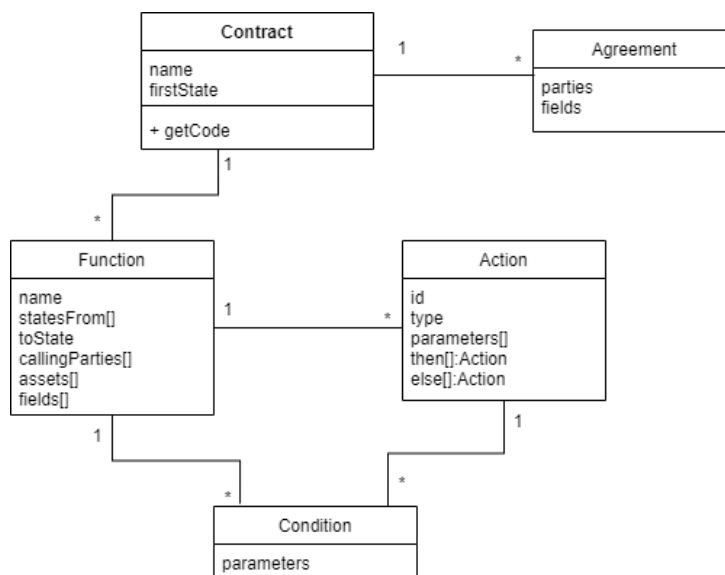 Contract
name
firstState
+ getCode
1
*
Agreement
parties
fields
1
*
Function
name
statesFrom[]
toState
callingParties[]
assets[]
fields[]
1
*
Action
id
type
parameters[]
then[]:Action
else[]:Action
1
*
1
*
Condition
parameters